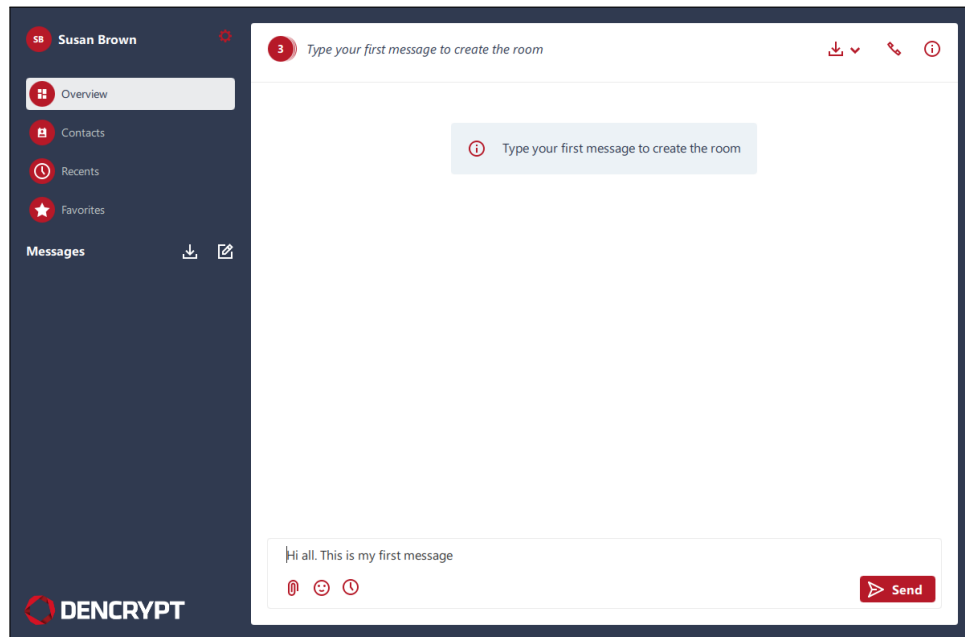 SB Susan Brown
Overview
Contacts
Recents
Favorites
Messages
DENCRYPT
3 Type your first message to create the room
Type your first message to create the room
Hi all. This is my first message
Send